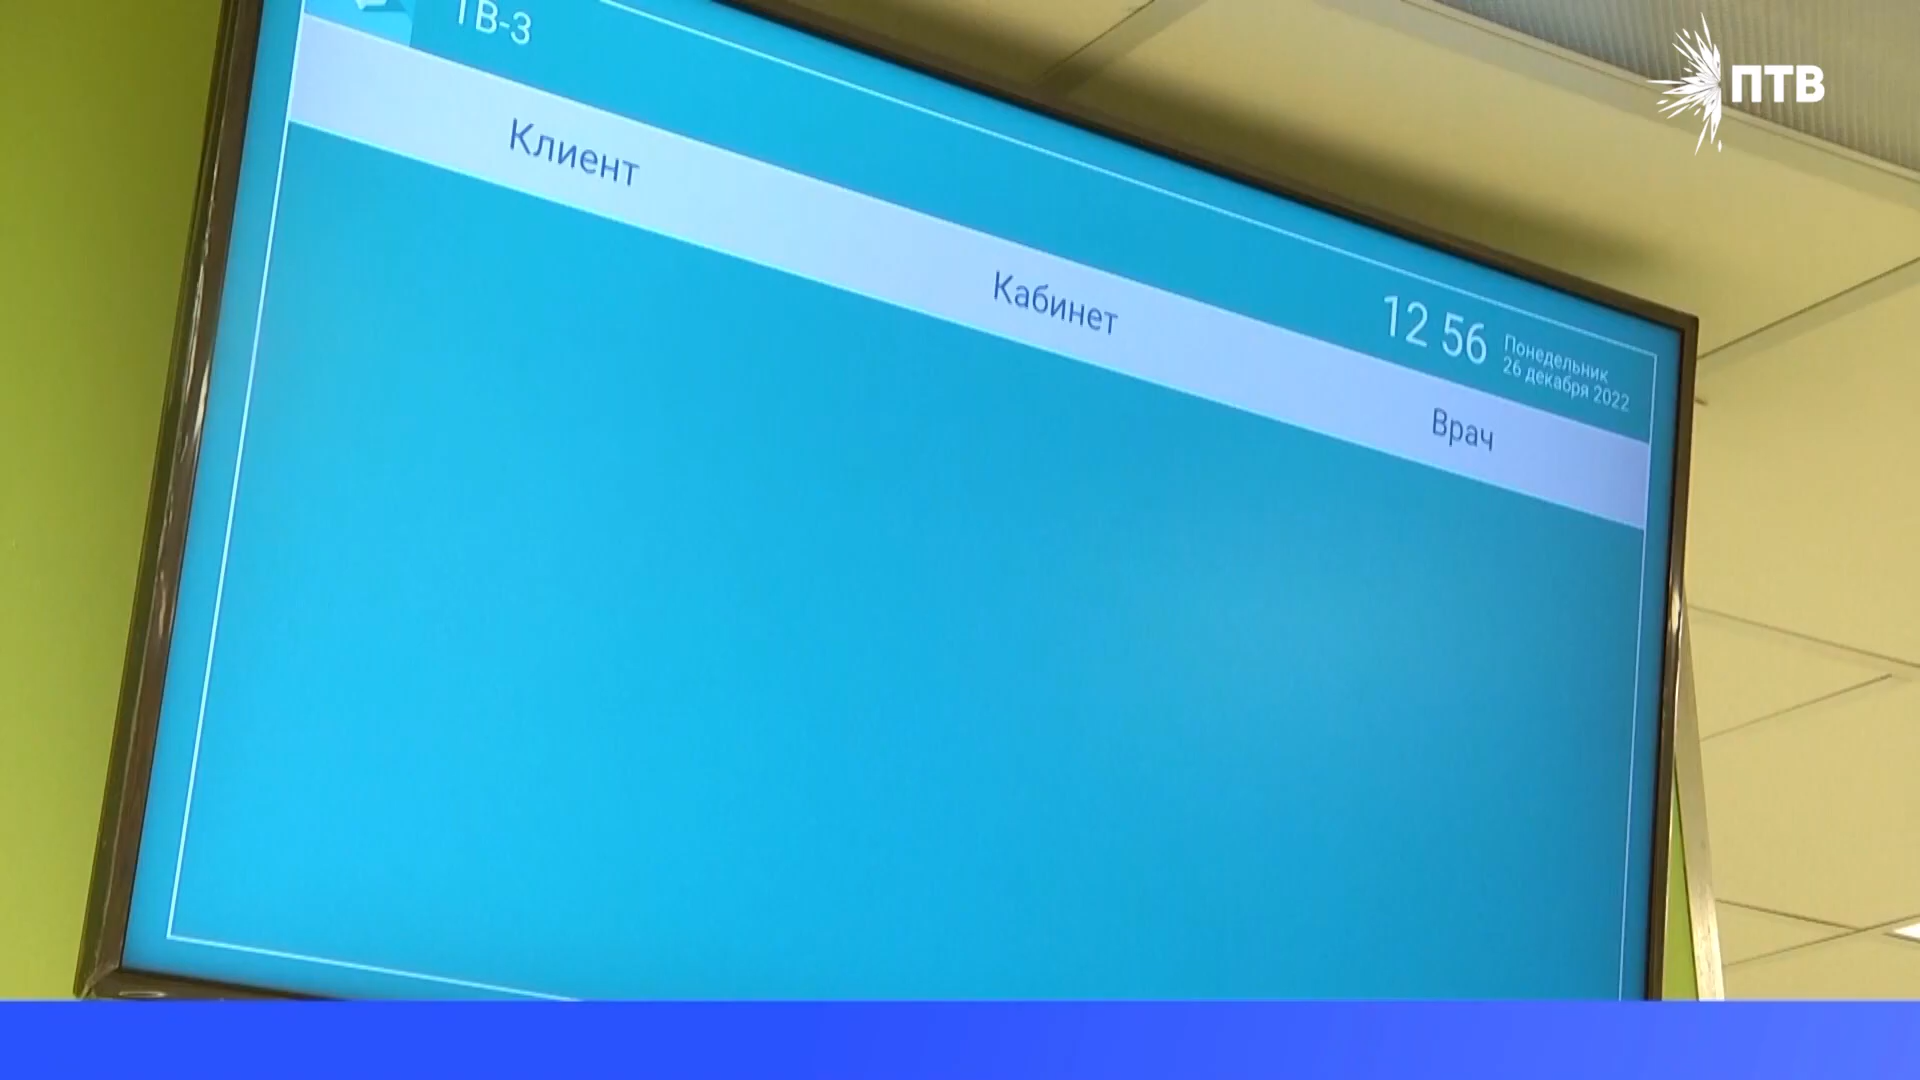 ТВ-3
ПТВ
Клиент
Кабинет
12 56
Понедельник
26 декабря 2022
Врач